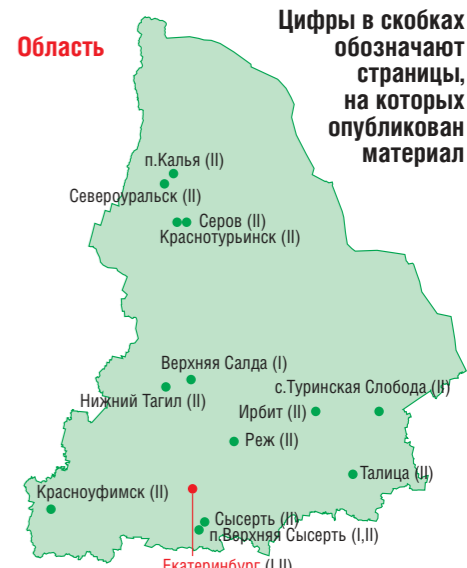 Цифры в скобках
обозначают
страницы,
на которых
опубликован
материал
Область
п.Калья (II)
Североуральск (II)
Серов (II)
Краснотурьинск (II)
Верхняя Салда (I)
с.Туринская Слобода (II)
Нижний Тагил (II)
Ирбит (II)
Реж (II)
Талица (II)
Красноуфимск (II)
Сысерть (II)
п.Верхняя Сысерть (I,II)
Екатеринбург (I,II)